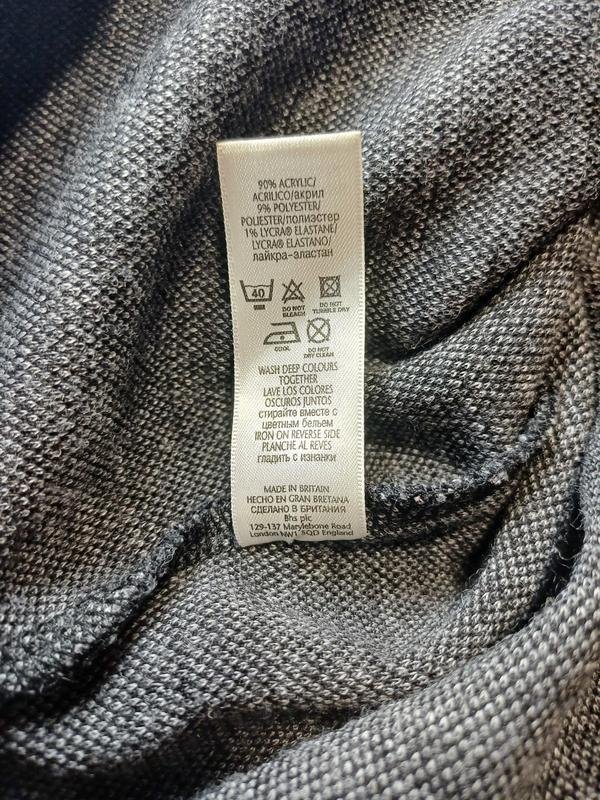 90% ACRYLIC/
ACRILICO/акрил
9% POLYESTER/
POLIESTER/полиэстер
1% LYCRA® ELASTANE/
LYCRA® ELASTANO/
лайкра-эластан
40
DO NOT BLEACH
DO NOT TUMBLE DRY
COOL
DO NOT DRY CLEAN
WASH DEEP COLOURS
TOGETHER
LAVE LOS COLORES
OSCUROS JUNTOS
стирайте вместе с
цветным бельем
IRON ON REVERSE SIDE
PLANCHE AL REVES
гладить с изнанки
MADE IN BRITAIN
HECHO EN GRAN BRETANA
СДЕЛАНО В БРИТАНИЯ
Bhs plc
129-137 Marylebone Road
London NW1 5QD England